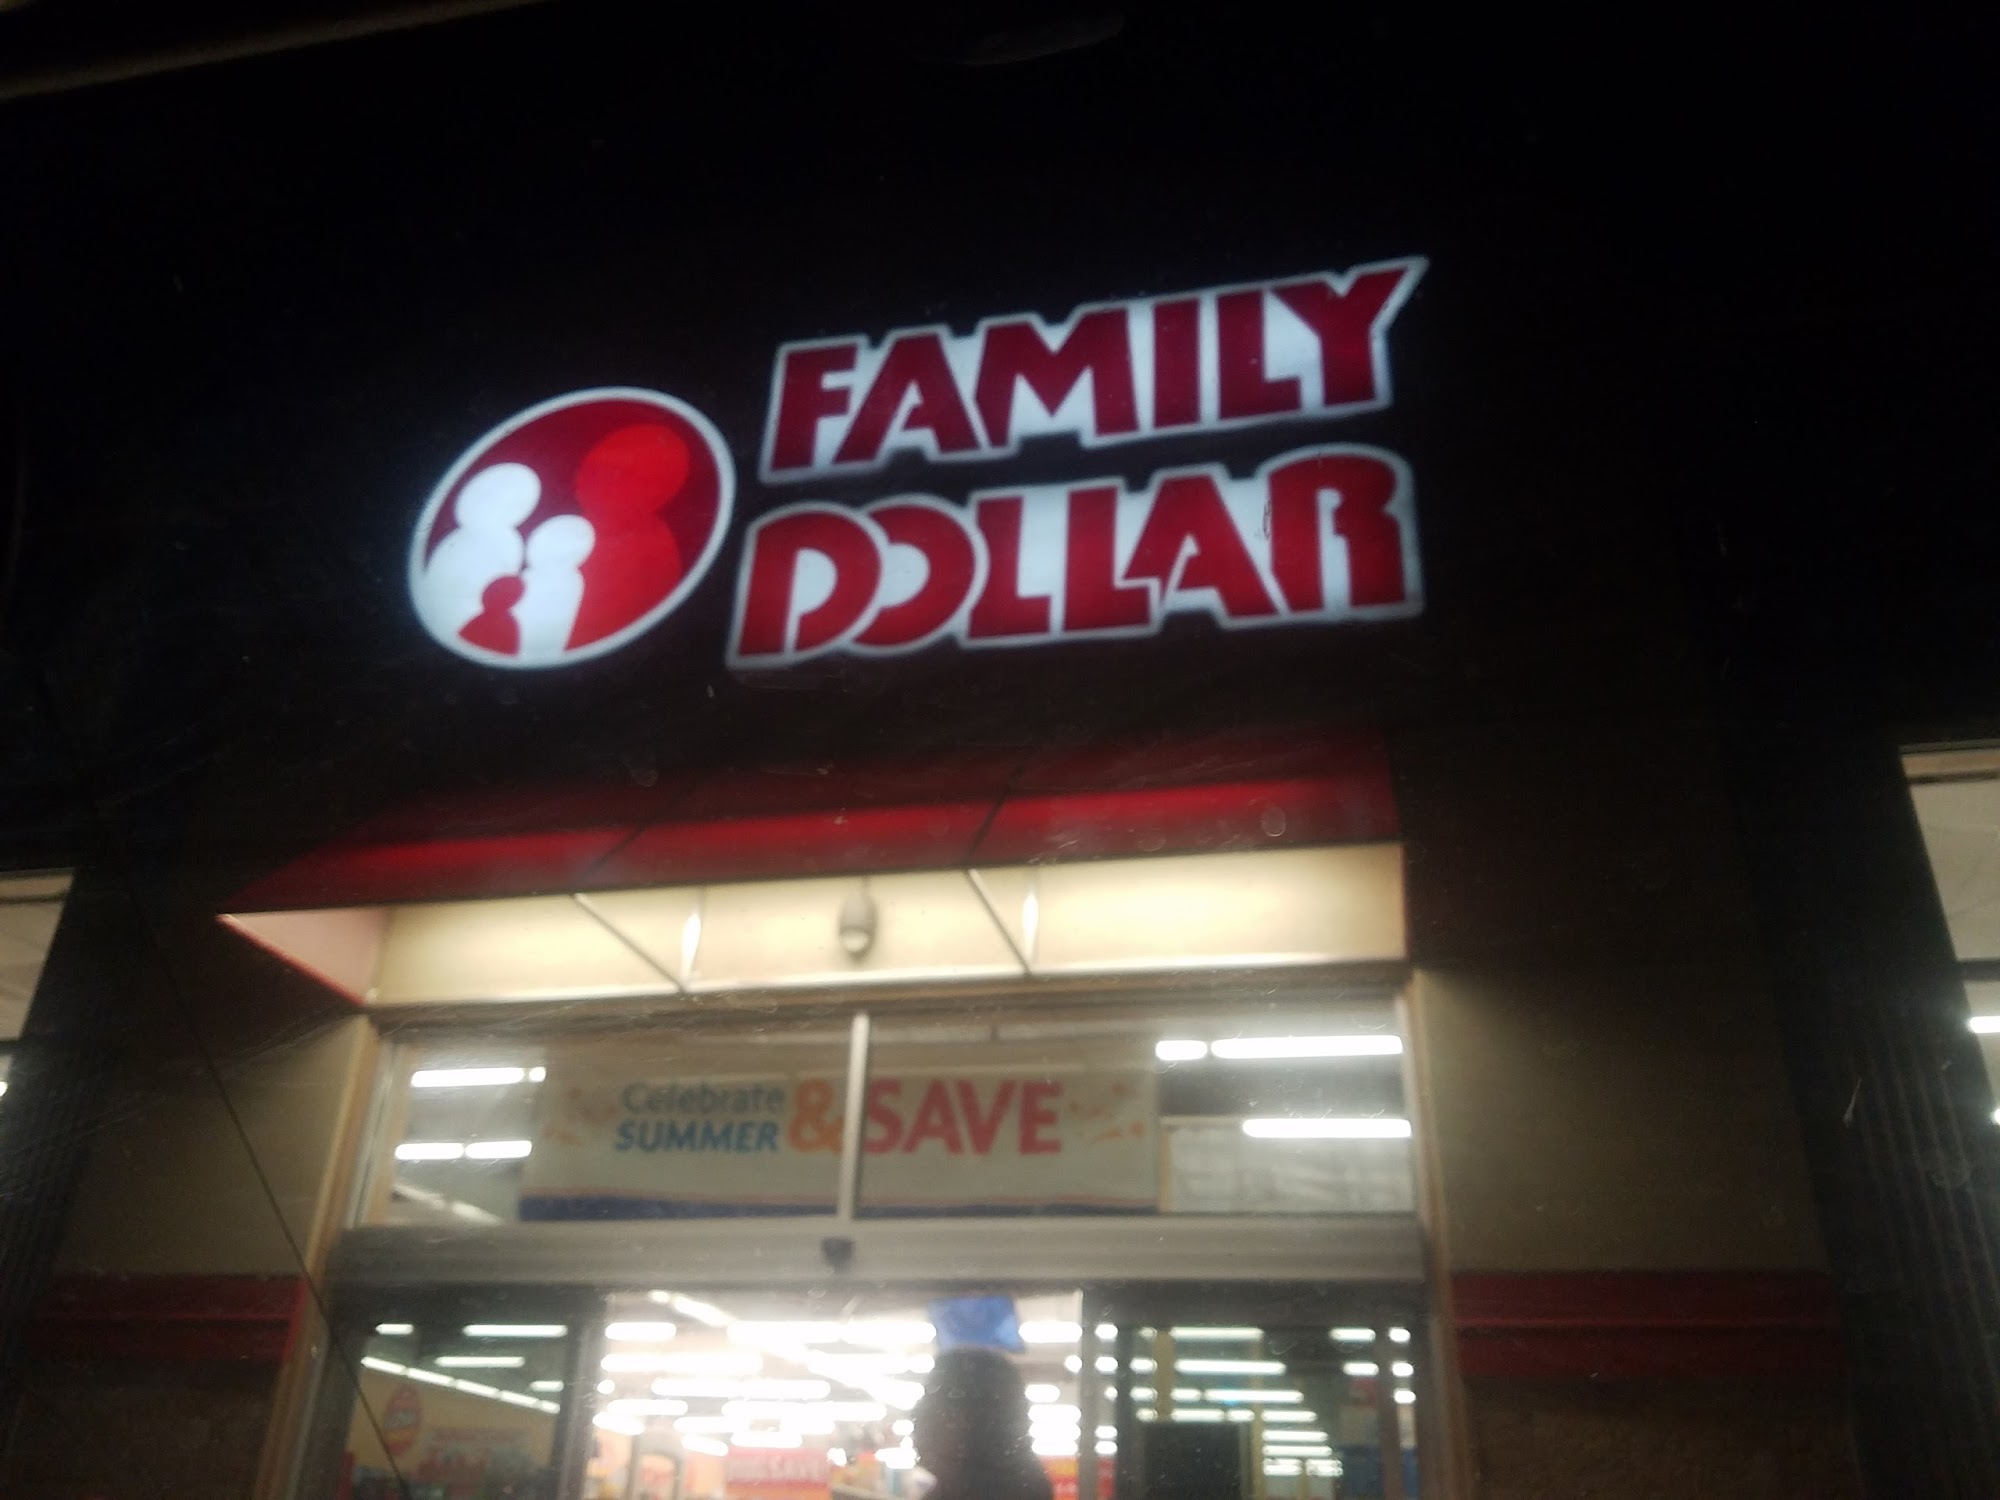 FAMILY
DOLLAR
Celebrate
SUMMER
& SAVE